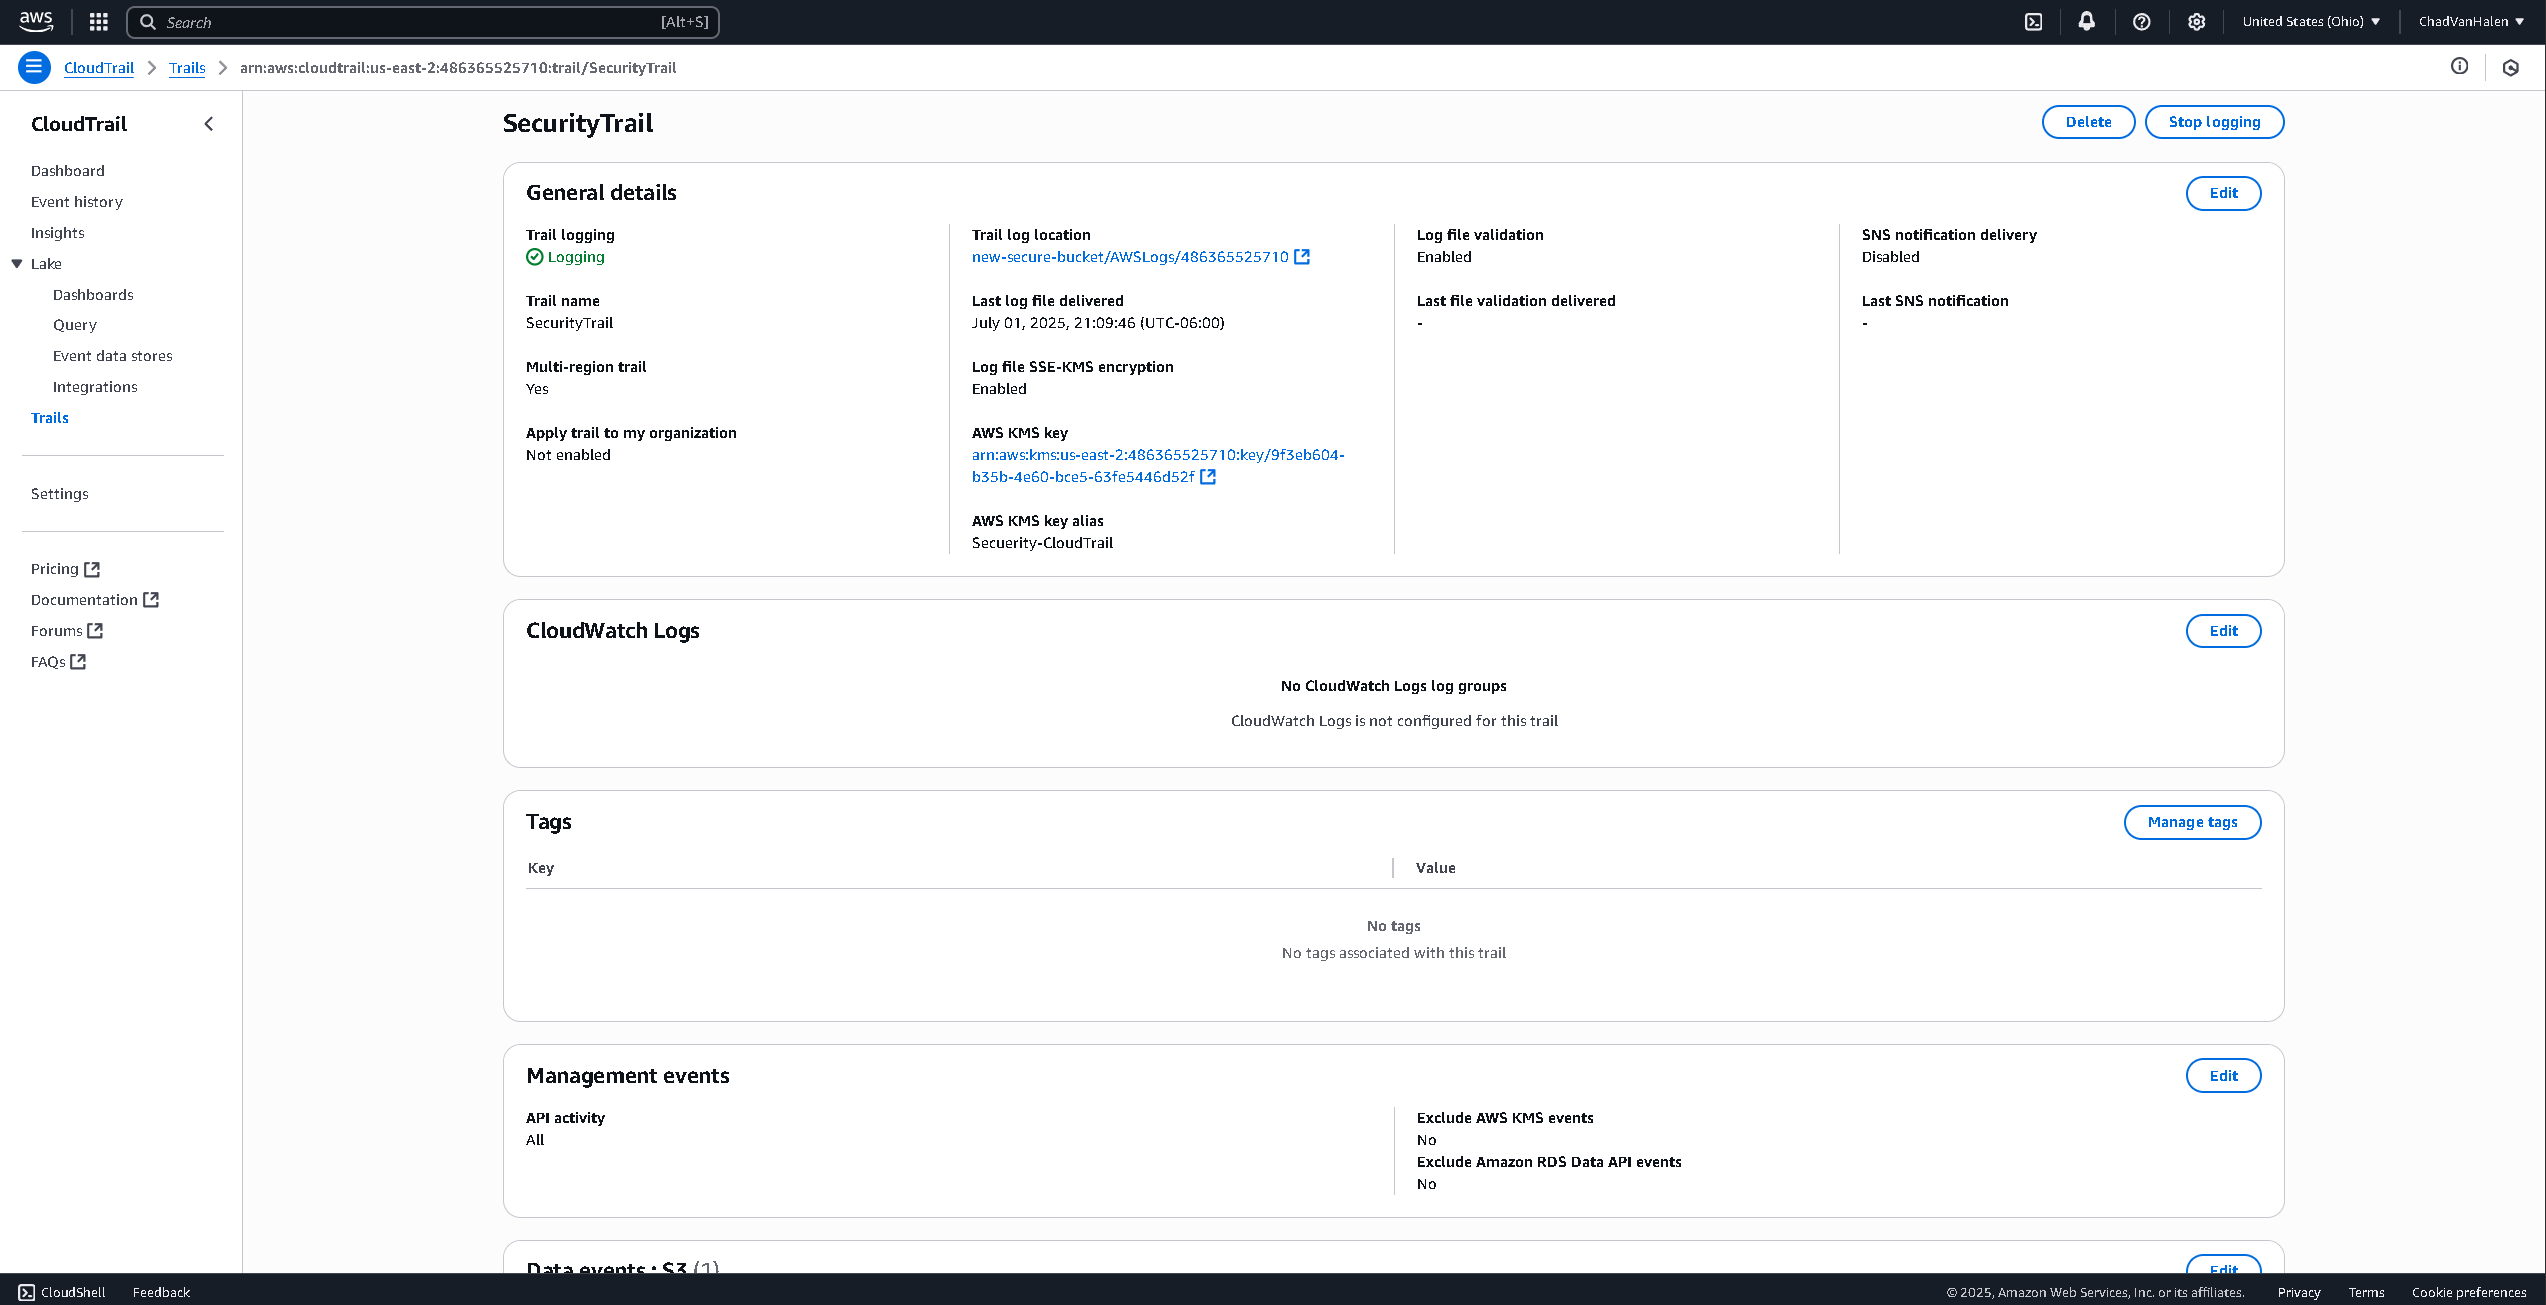 aws
Search
[Alt+S]
United States (Ohio)
ChadVanHalen
CloudTrail
Trails
arn:aws:cloudtrail:us-east-2:486365525710:trail/SecurityTrail
CloudTrail
Dashboard
Event history
Insights
Lake
Dashboards
Query
Event data stores
Integrations
Trails
Settings
Pricing
Documentation
Forums
FAQs
SecurityTrail
Delete
Stop logging
General details
Edit
Trail logging
Logging
Trail name
SecurityTrail
Multi-region trail
Yes
Apply trail to my organization
Not enabled
Trail log location
new-secure-bucket/AWSLogs/486365525710
Last log file delivered
July 01, 2025, 21:09:46 (UTC-06:00)
Log file SSE-KMS encryption
Enabled
AWS KMS key
arn:aws:kms:us-east-2:486365525710:key/9f3eb604-
b35b-4e60-bce5-63fe5446d52f
AWS KMS key alias
Secuerity-CloudTrail
Log file validation
Enabled
Last file validation delivered
-
SNS notification delivery
Disabled
Last SNS notification
-
CloudWatch Logs
Edit
No CloudWatch Logs log groups
CloudWatch Logs is not configured for this trail
Tags
Manage tags
Key
Value
No tags
No tags associated with this trail
Management events
Edit
API activity
All
Exclude AWS KMS events
No
Exclude Amazon RDS Data API events
No
Data events : S3 (1)
Edit
CloudShell
Feedback
© 2025, Amazon Web Services, Inc. or its affiliates.
Privacy
Terms
Cookie preferences